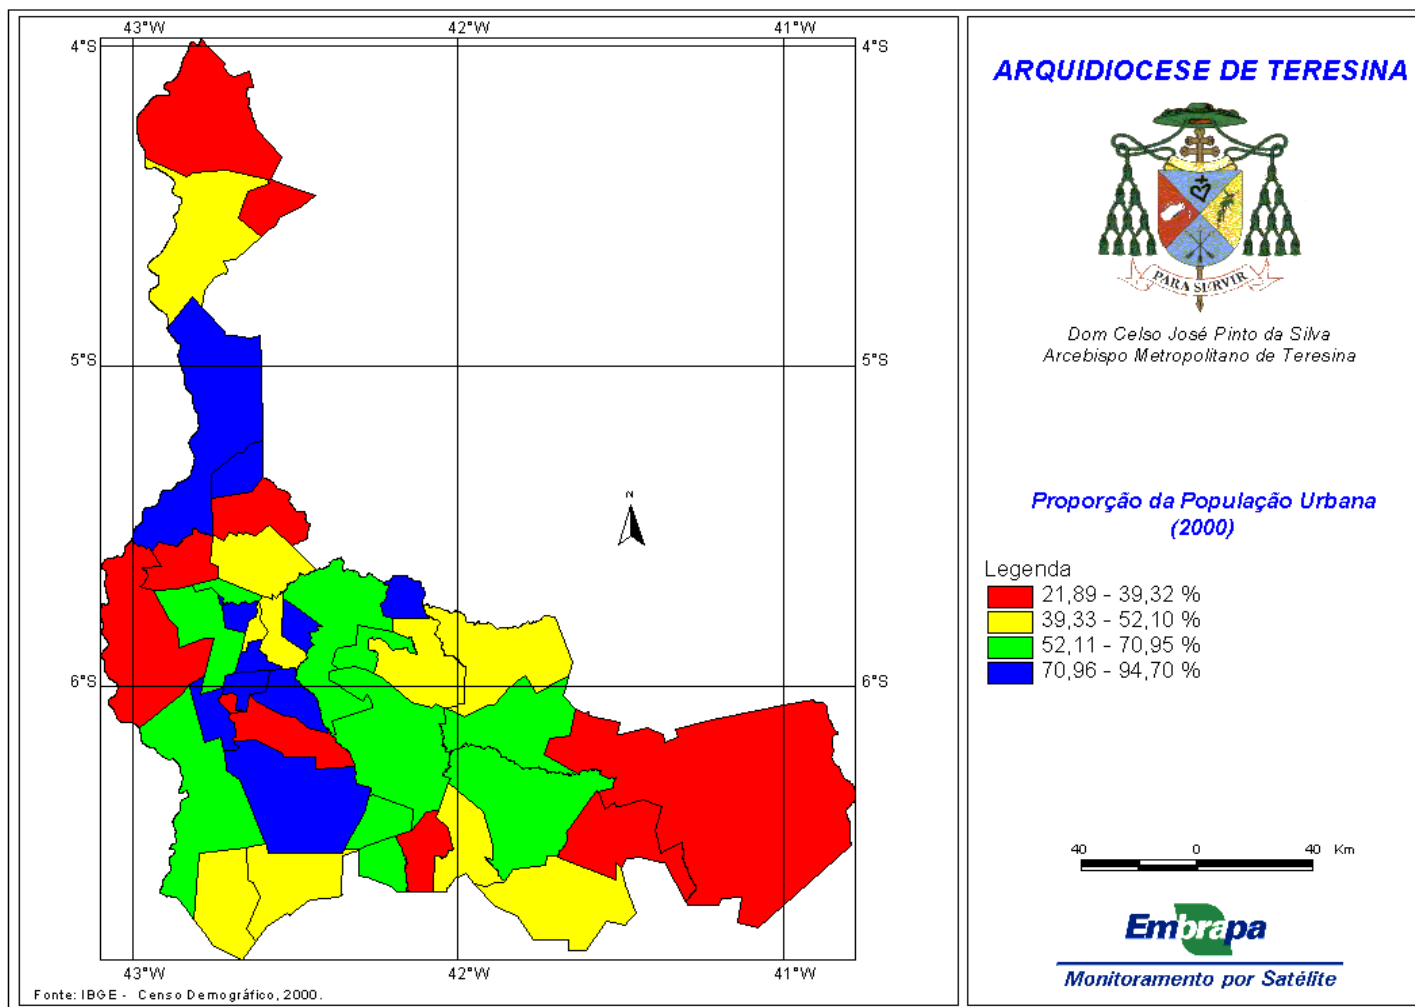 43°W 42°W 41°W
4°S 4°S
5°S 5°S
6°S 6°S
43°W 42°W 41°W
N
Fonte: IBGE - Censo Demográfico, 2000.
ARQUIDIOCESE DE TERESINA
PARA SERVIR
Dom Celso José Pinto da Silva
Arcebispo Metropolitano de Teresina
Proporção da População Urbana
(2000)
Legenda
21,89 - 39,32 %
39,33 - 52,10 %
52,11 - 70,95 %
70,96 - 94,70 %
40 0 40 Km
Embrapa
Monitoramento por Satélite